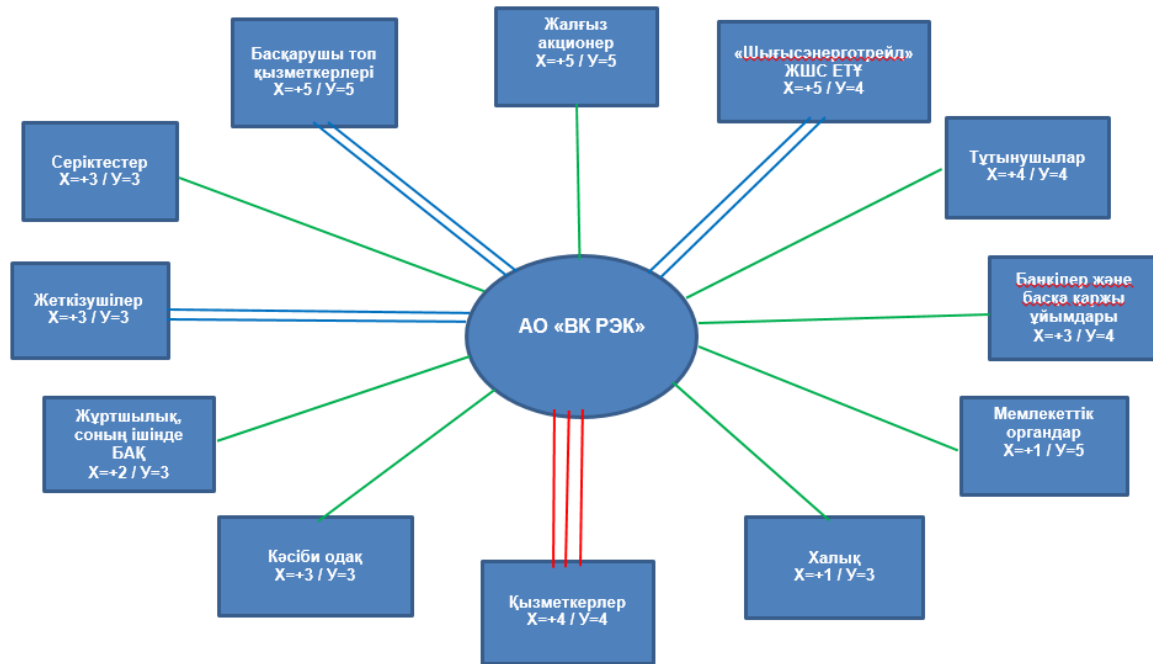 Жалғыз
акционер
X=+5 / У=5
Басқарушы топ
қызметкерлері
X=+5 / У=5
«Шығысэнерготрейл»
ЖШС ЕТҰ
X=+5 / У=4
Серіктестер
X=+3 / У=3
Тұтынушылар
X=+4 / У=4
Жеткізушілер
X=+3 / У=3
АО «ВК РЭК»
Банкілер және
басқа қаржы
ұйымдары
X=+3 / У=4
Жұртшылық,
соның ішінде
БАҚ
X=+2 / У=3
Мемлекеттік
органдар
X=+1 / У=5
Кәсіби одақ
X=+3 / У=3
Қызметкерлер
X=+4 / У=4
Халық
X=+1 / У=3